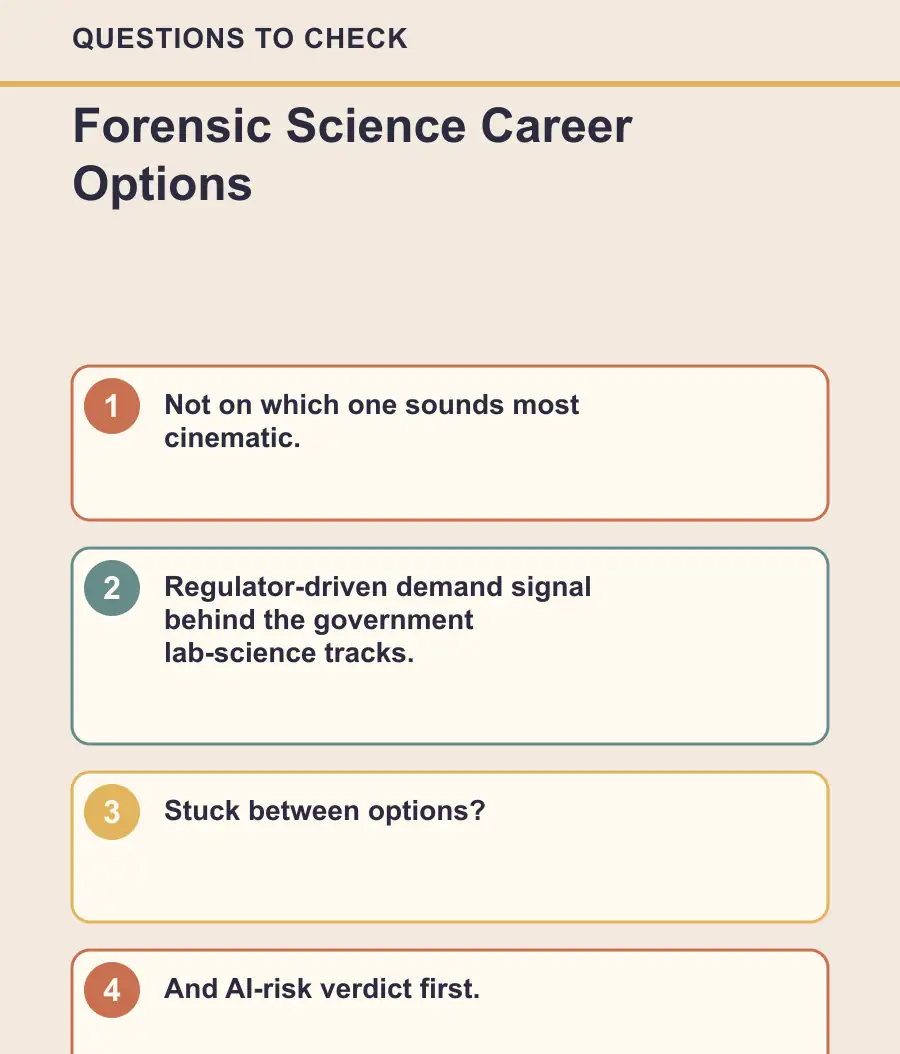 QUESTIONS TO CHECK
Forensic Science Career
Options
1
Not on which one sounds most
cinematic.
2
Regulator-driven demand signal
behind the government
lab-science tracks.
3
Stuck between options?
4
And AI-risk verdict first.